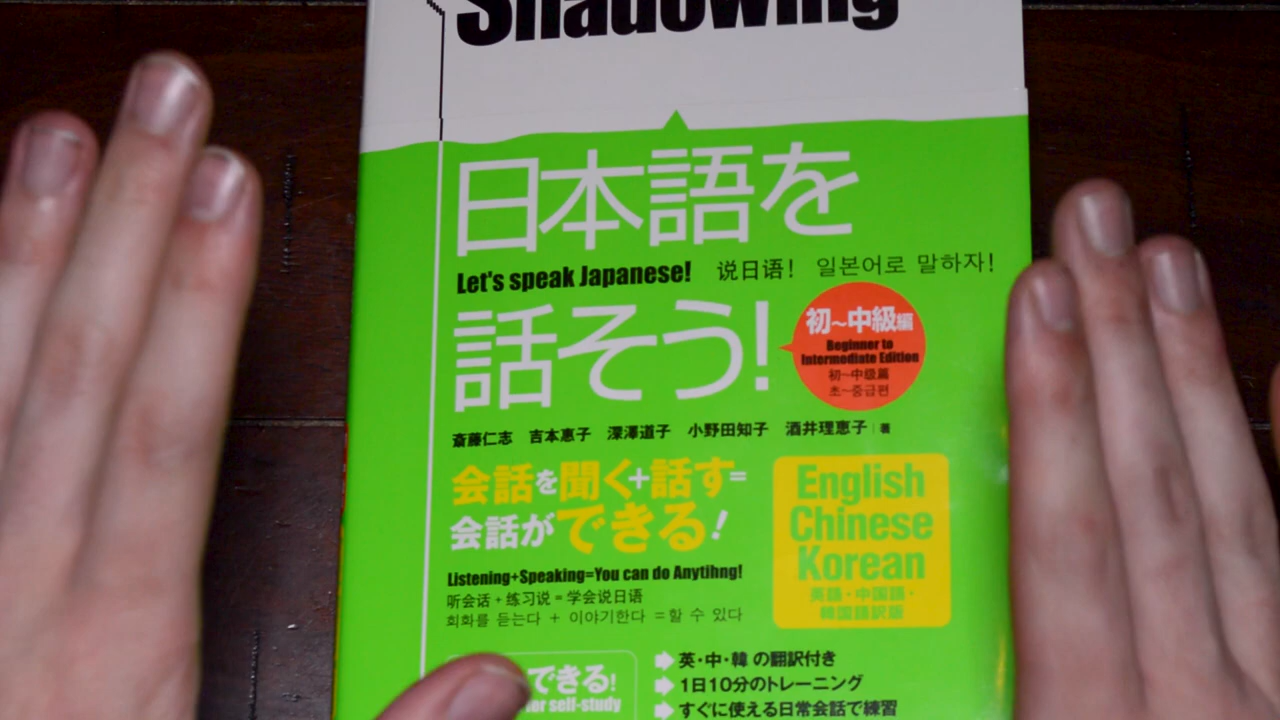 Shadowing
日本語を
Let's speak Japanese! 说日语! 일본어로 말하자!
話そう!
初～中級編
Beginner to
Intermediate Edition
初～中级篇
초～중급편
斎藤仁志 吉本惠子 深澤道子 小野田知子 酒井理恵子 著
会話を聞く+話す=
会話ができる!
English
Chinese
Korean
英語・中国語・
韓国語訳版
Listening+Speaking=You can do Anytihng!
听会话 + 练习说 = 学会说日语
회화를 듣는다 + 이야기한다 =할 수 있다
できる!
for self-study
英・中・韓 の翻訳付き
1日10分のトレーニング
すぐに使える日常会話で練習